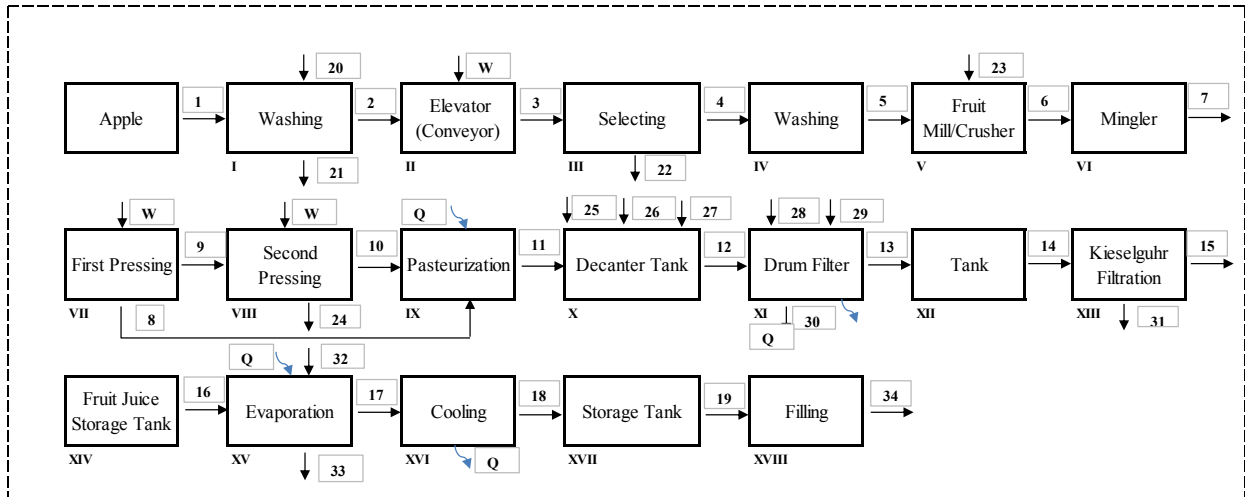 20 W 23
1 2 3 4 5 6 7
Apple Washing Elevator (Conveyor) Selecting Washing Fruit Mill/Crusher Mingler
I II III IV V VI
21 22
W W Q 25 26 27 28 29
9 10 11 12 13 14 15
First Pressing Second Pressing Pasteurization Decanter Tank Drum Filter Tank Kieselguhr Filtration
VII 8 VIII 24 IX X XI 30 XII XIII 31
Q
Q 32
16 17 18 19 34
Fruit Juice Storage Tank Evaporation Cooling Storage Tank Filling
XIV XV XVI XVII XVIII
33 Q